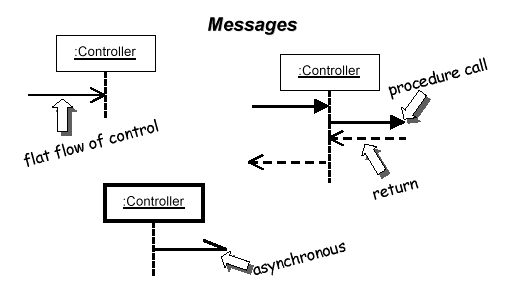 Messages
:Controller
flat flow of control
:Controller
procedure call
return
:Controller
asynchronous